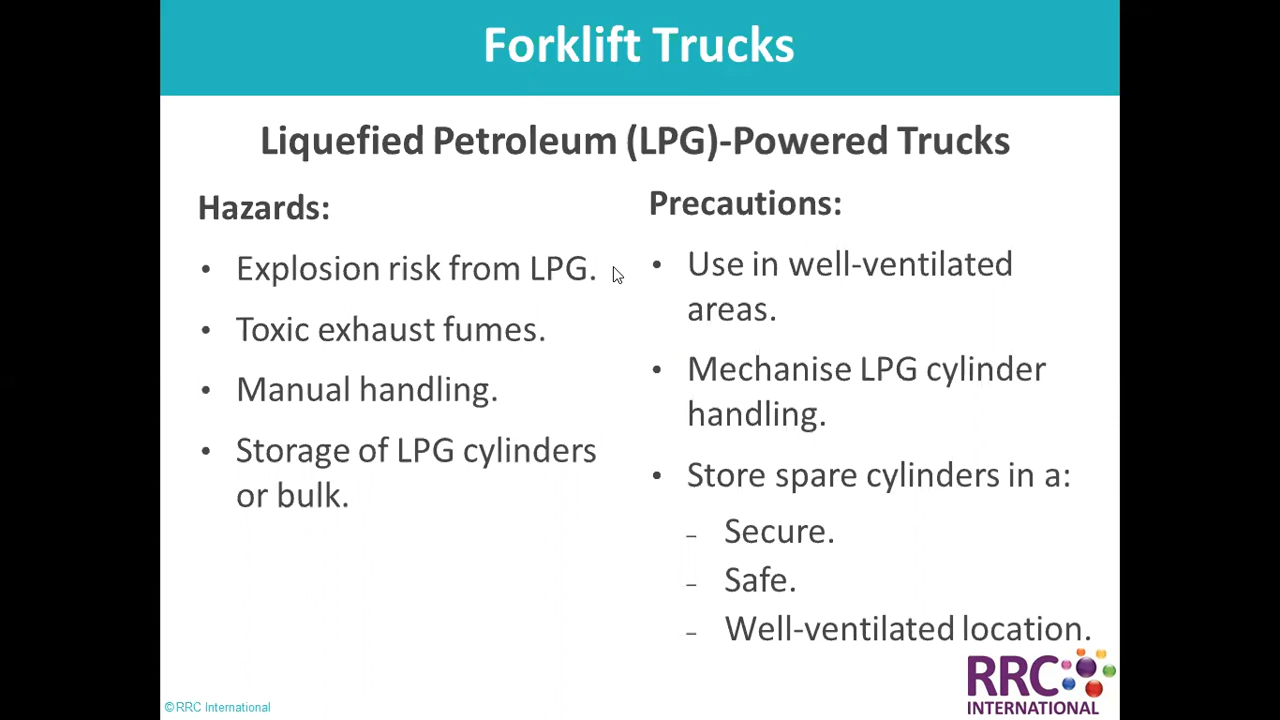 Forklift Trucks
Liquefied Petroleum (LPG)-Powered Trucks
Hazards:
• Explosion risk from LPG.
• Toxic exhaust fumes.
• Manual handling.
• Storage of LPG cylinders
or bulk.
Precautions:
• Use in well-ventilated
areas.
• Mechanise LPG cylinder
handling.
• Store spare cylinders in a:
– Secure.
– Safe.
– Well-ventilated location.
RRC
INTERNATIONAL
©RRC International